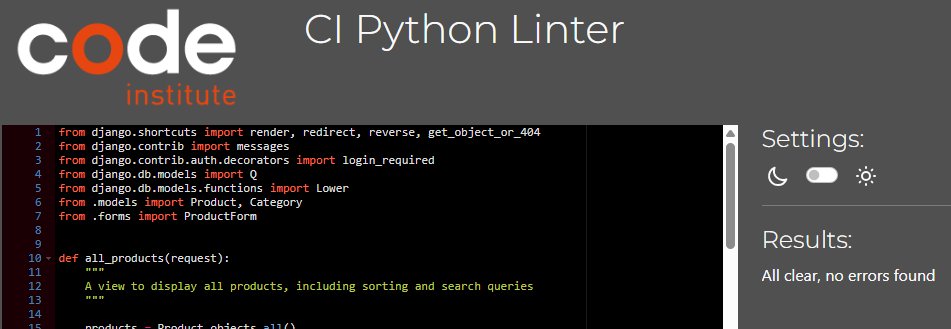 code
institute
CI Python Linter
1 from django.shortcuts import render, redirect, reverse, get_object_or_404
2 from django.contrib import messages
3 from django.contrib.auth.decorators import login_required
4 from django.db.models import Q
5 from django.db.models.functions import Lower
6 from .models import Product, Category
7 from .forms import ProductForm
8
9
10 def all_products(request):
11 """
12 A view to display all products, including sorting and search queries
13 """
14
15 products = Product.objects.all()
Settings:
Results:
All clear, no errors found